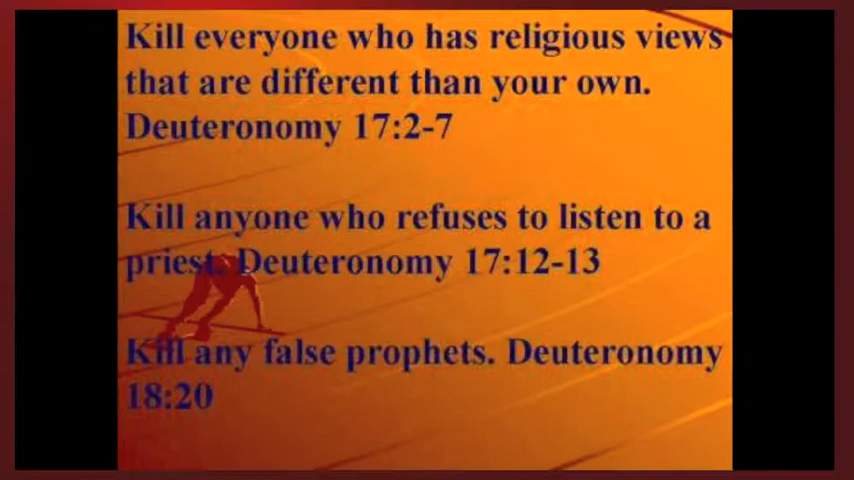 Kill everyone who has religious views
that are different than your own.
Deuteronomy 17:2-7
Kill anyone who refuses to listen to a
priest. Deuteronomy 17:12-13
Kill any false prophets. Deuteronomy
18:20